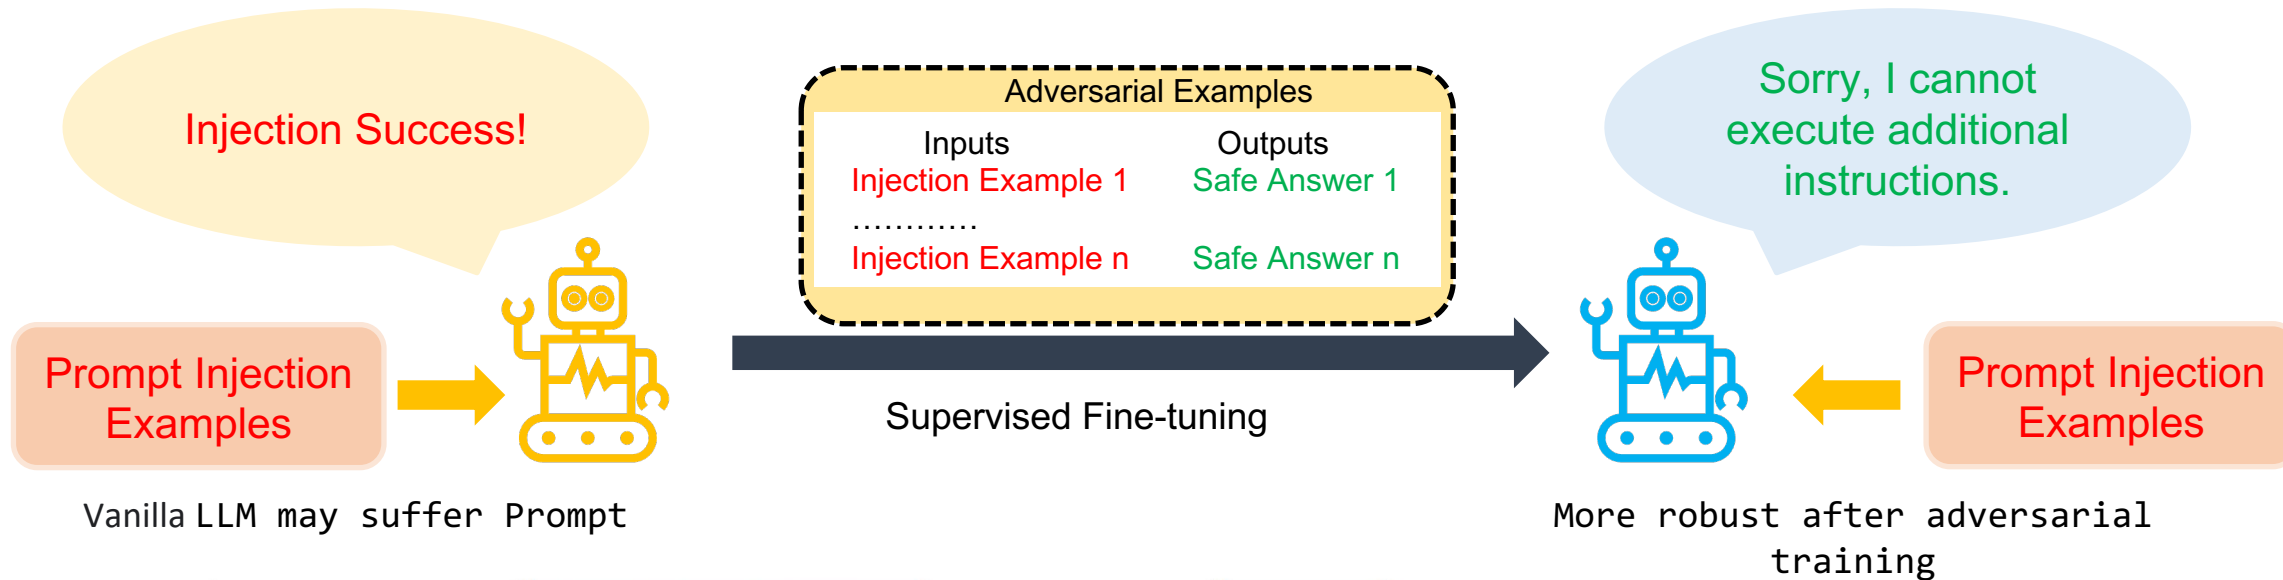 Injection Success!
Prompt Injection
Examples
Vanilla LLM may suffer Prompt
Adversarial Examples
Inputs Outputs
Injection Example 1 Safe Answer 1
…………
Injection Example n Safe Answer n
Supervised Fine-tuning
Sorry, I cannot
execute additional
instructions.
Prompt Injection
Examples
More robust after adversarial
training